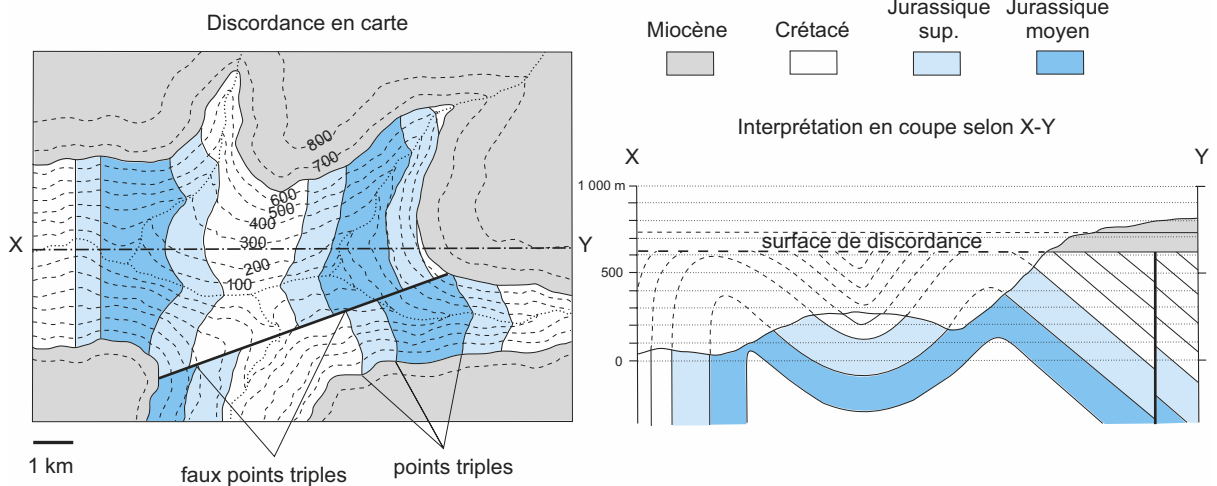 Discordance en carte
800
700
600
500
400
300
200
100
X
Y
1 km
faux points triples
points triples
Miocène
Crétacé
Jurassique
sup.
Jurassique
moyen
Interprétation en coupe selon X-Y
X
Y
1 000 m
surface de discordance
500
0